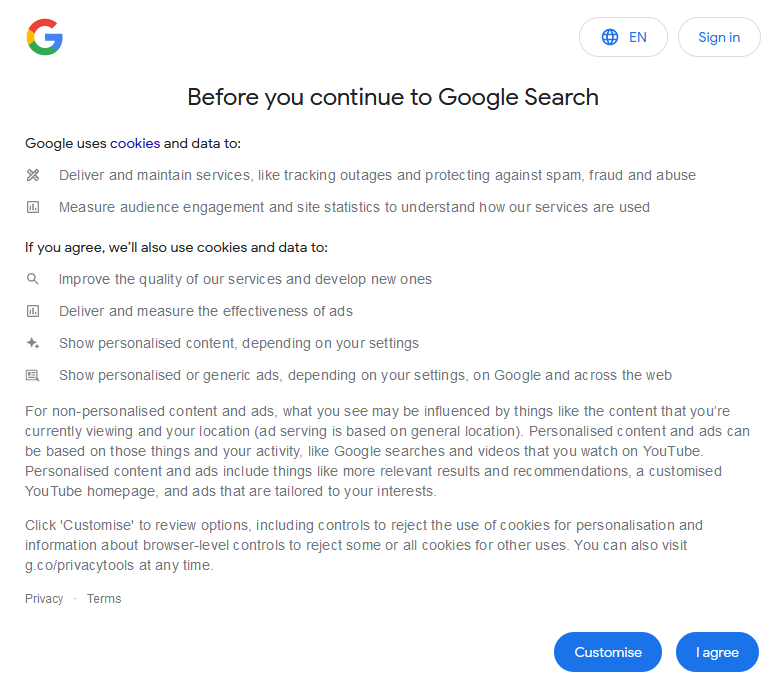 EN
Sign in
Before you continue to Google Search
Google uses cookies and data to:
Deliver and maintain services, like tracking outages and protecting against spam, fraud and abuse
Measure audience engagement and site statistics to understand how our services are used
If you agree, we’ll also use cookies and data to:
Improve the quality of our services and develop new ones
Deliver and measure the effectiveness of ads
Show personalised content, depending on your settings
Show personalised or generic ads, depending on your settings, on Google and across the web
For non-personalised content and ads, what you see may be influenced by things like the content that you’re
currently viewing and your location (ad serving is based on general location). Personalised content and ads can
be based on those things and your activity, like Google searches and videos that you watch on YouTube.
Personalised content and ads include things like more relevant results and recommendations, a customised
YouTube homepage, and ads that are tailored to your interests.
Click 'Customise' to review options, including controls to reject the use of cookies for personalisation and
information about browser-level controls to reject some or all cookies for other uses. You can also visit
g.co/privacytools at any time.
Privacy · Terms
Customise
I agree